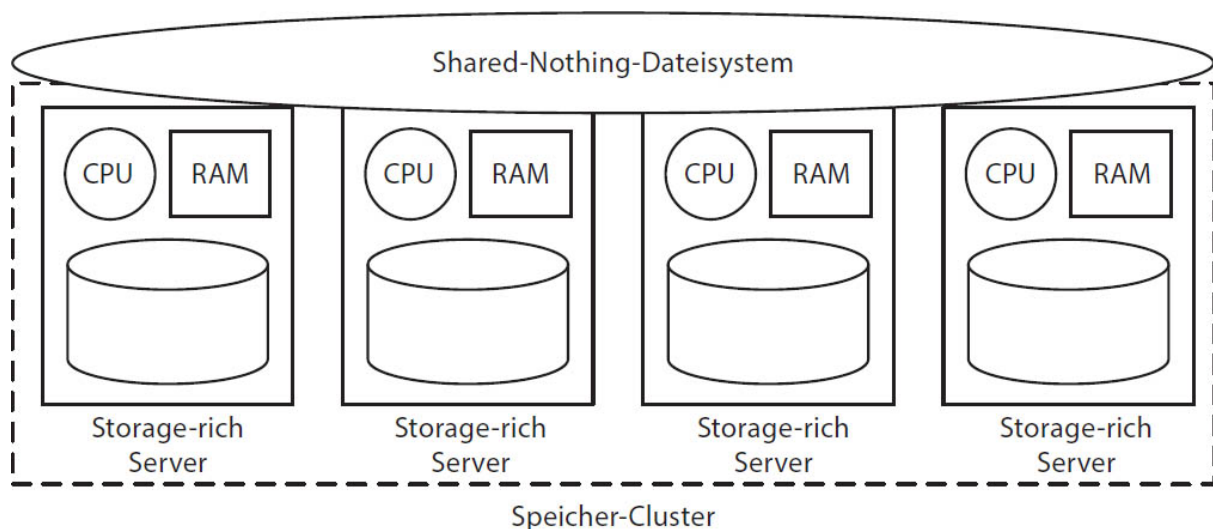 Shared-Nothing-Dateisystem
CPU RAM CPU RAM CPU RAM CPU RAM
Storage-rich Storage-rich Storage-rich Storage-rich
Server Server Server Server
Speicher-Cluster